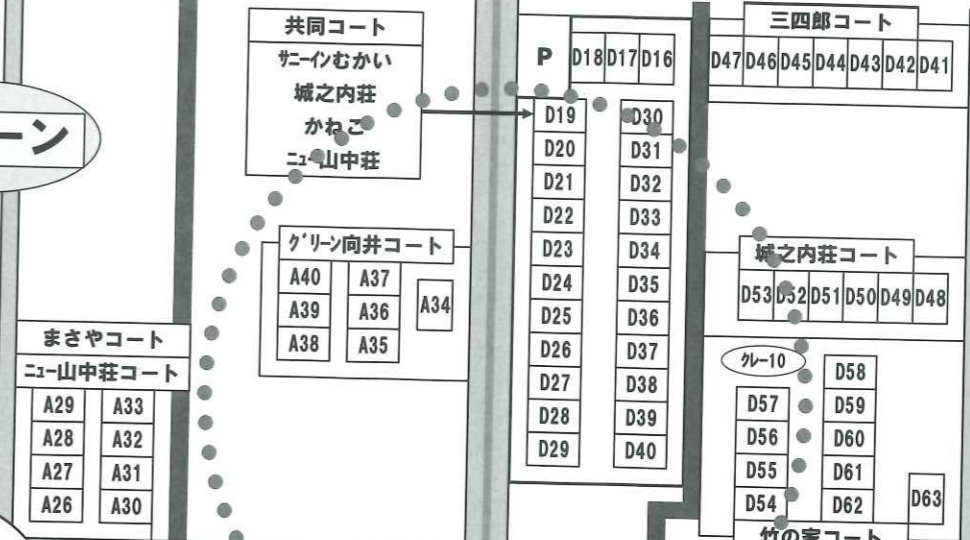 ーン
共同コート
サニーインむかい
城之内荘
かねこ
ニュー山中荘
P
D18 D17 D16
D19
D20
D21
D22
D23
D24
D25
D26
D27
D28
D29
D30
D31
D32
D33
D34
D35
D36
D37
D38
D39
D40
三四郎コート
D47 D46 D45 D44 D43 D42 D41
グリーン向井コート
A40
A39
A38
A37
A36
A35
A34
まさやコート
ニュー山中荘コート
A29
A28
A27
A26
A33
A32
A31
A30
城之内荘コート
D53 D52 D51 D50 D49 D48
クレー10
D57
D56
D55
D54
D58
D59
D60
D61
D62
D63
竹の家コート